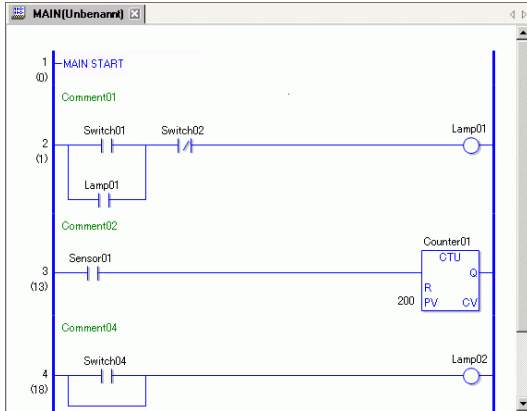 MAIN(Unbenannt)
1 MAIN START
(0)
Comment01
Switch01 Switch02 Lamp01
2
(1)
Lamp01
Comment02
Sensor01 Counter01
CTU
3 Q
(13) R
200 PV CV
Comment04
Switch04 Lamp02
4
(18)